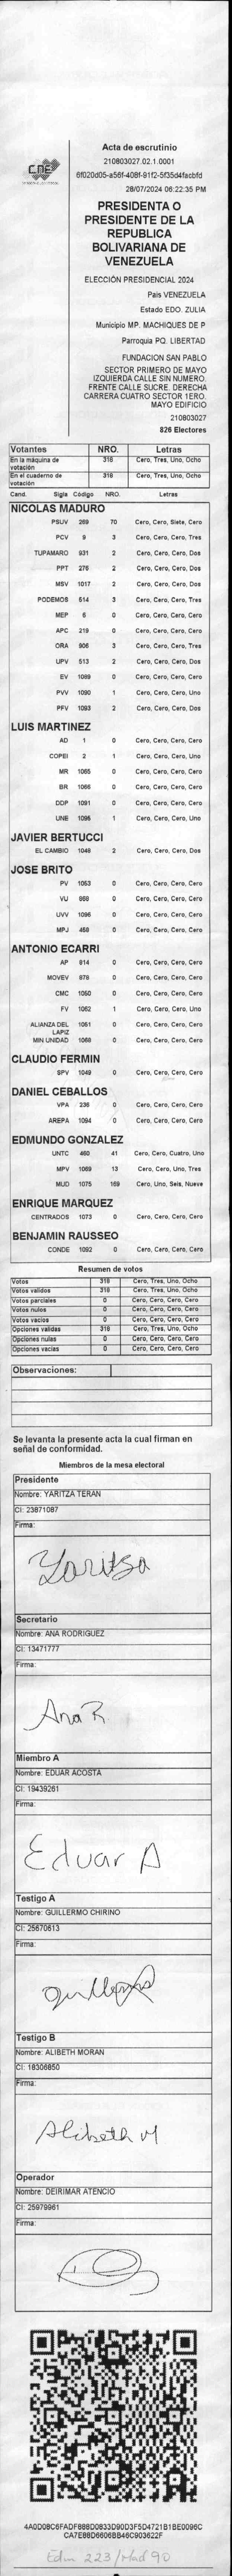 CNE
Acta de escrutinio
210803027.02.1.0001
6f020d05-a56f-408f-91f2-5f35d4facbfd
28/07/2024 06:22:35 PM
PRESIDENTA O
PRESIDENTE DE LA
REPUBLICA
BOLIVARIANA DE
VENEZUELA
ELECCIÓN PRESIDENCIAL 2024
Pais VENEZUELA
Estado EDO. ZULIA
Municipio MP. MACHIQUES DE P
Parroquia PQ. LIBERTAD
FUNDACION SAN PABLO
SECTOR PRIMERO DE MAYO
IZQUIERDA CALLE SIN NUMERO.
FRENTE CALLE SUCRE. DERECHA
CARRERA CUATRO SECTOR 1ERO.
MAYO EDIFICIO
210803027
826 Electores
Votantes NRO. Letras
En la máquina de votación 318 Cero, Tres, Uno, Ocho
En el cuaderno de votación 318 Cero, Tres, Uno, Ocho
Cand. Sigla Código NRO. Letras
NICOLAS MADURO
PSUV 269 70 Cero, Cero, Siete, Cero
PCV 9 3 Cero, Cero, Cero, Tres
TUPAMARO 931 2 Cero, Cero, Cero, Dos
PPT 276 2 Cero, Cero, Cero, Dos
MSV 1017 2 Cero, Cero, Cero, Dos
PODEMOS 514 3 Cero, Cero, Cero, Tres
MEP 6 0 Cero, Cero, Cero, Cero
APC 219 0 Cero, Cero, Cero, Cero
ORA 906 3 Cero, Cero, Cero, Tres
UPV 513 2 Cero, Cero, Cero, Dos
EV 1089 0 Cero, Cero, Cero, Cero
PVV 1090 1 Cero, Cero, Cero, Uno
PFV 1093 2 Cero, Cero, Cero, Dos
LUIS MARTINEZ
AD 1 0 Cero, Cero, Cero, Cero
COPEI 2 1 Cero, Cero, Cero, Uno
MR 1065 0 Cero, Cero, Cero, Cero
BR 1066 0 Cero, Cero, Cero, Cero
DDP 1091 0 Cero, Cero, Cero, Cero
UNE 1095 1 Cero, Cero, Cero, Uno
JAVIER BERTUCCI
EL CAMBIO 1048 2 Cero, Cero, Cero, Dos
JOSE BRITO
PV 1053 0 Cero, Cero, Cero, Cero
VU 868 0 Cero, Cero, Cero, Cero
UVV 1096 0 Cero, Cero, Cero, Cero
MPJ 458 0 Cero, Cero, Cero, Cero
ANTONIO ECARRI
AP 814 0 Cero, Cero, Cero, Cero
MOVEV 878 0 Cero, Cero, Cero, Cero
CMC 1050 0 Cero, Cero, Cero, Cero
FV 1052 1 Cero, Cero, Cero, Uno
ALIANZA DEL LAPIZ 1051 0 Cero, Cero, Cero, Cero
MIN UNIDAD 1068 0 Cero, Cero, Cero, Cero
CLAUDIO FERMIN
SPV 1049 0 Cero, Cero, Cero, Cero
DANIEL CEBALLOS
VPA 236 0 Cero, Cero, Cero, Cero
AREPA 1094 0 Cero, Cero, Cero, Cero
EDMUNDO GONZALEZ
UNTC 460 41 Cero, Cero, Cuatro, Uno
MPV 1069 13 Cero, Cero, Uno, Tres
MUD 1075 169 Cero, Uno, Seis, Nueve
ENRIQUE MARQUEZ
CENTRADOS 1073 0 Cero, Cero, Cero, Cero
BENJAMIN RAUSSEO
CONDE 1092 0 Cero, Cero, Cero, Cero
Resumen de votos
Votos 318 Cero, Tres, Uno, Ocho
Votos validos 318 Cero, Tres, Uno, Ocho
Votos parciales 0 Cero, Cero, Cero, Cero
Votos nulos 0 Cero, Cero, Cero, Cero
Votos vacios 0 Cero, Cero, Cero, Cero
Opciones validas 318 Cero, Tres, Uno, Ocho
Opciones nulas 0 Cero, Cero, Cero, Cero
Opciones vacias 0 Cero, Cero, Cero, Cero
Observaciones:
Se levanta la presente acta la cual firman en
señal de conformidad.
Miembros de la mesa electoral
Presidente
Nombre: YARITZA TERAN
CI: 23871087
Firma:
Yaritza
Secretario
Nombre: ANA RODRIGUEZ
CI: 13471777
Firma:
Ana R
Miembro A
Nombre: EDUAR ACOSTA
CI: 19439261
Firma:
Eduar A
Testigo A
Nombre: GUILLERMO CHIRINO
CI: 25670613
Firma:
Testigo B
Nombre: ALIBETH MORAN
CI: 18306850
Firma:
Alibeth M
Operador
Nombre: DEIRIMAR ATENCIO
CI: 25979961
Firma:
4A0D08C6FADF888D0833D90D3F5D4721B1BE0096C
CA7E88D6606BB46C903622F
Edm 223/Mad 90